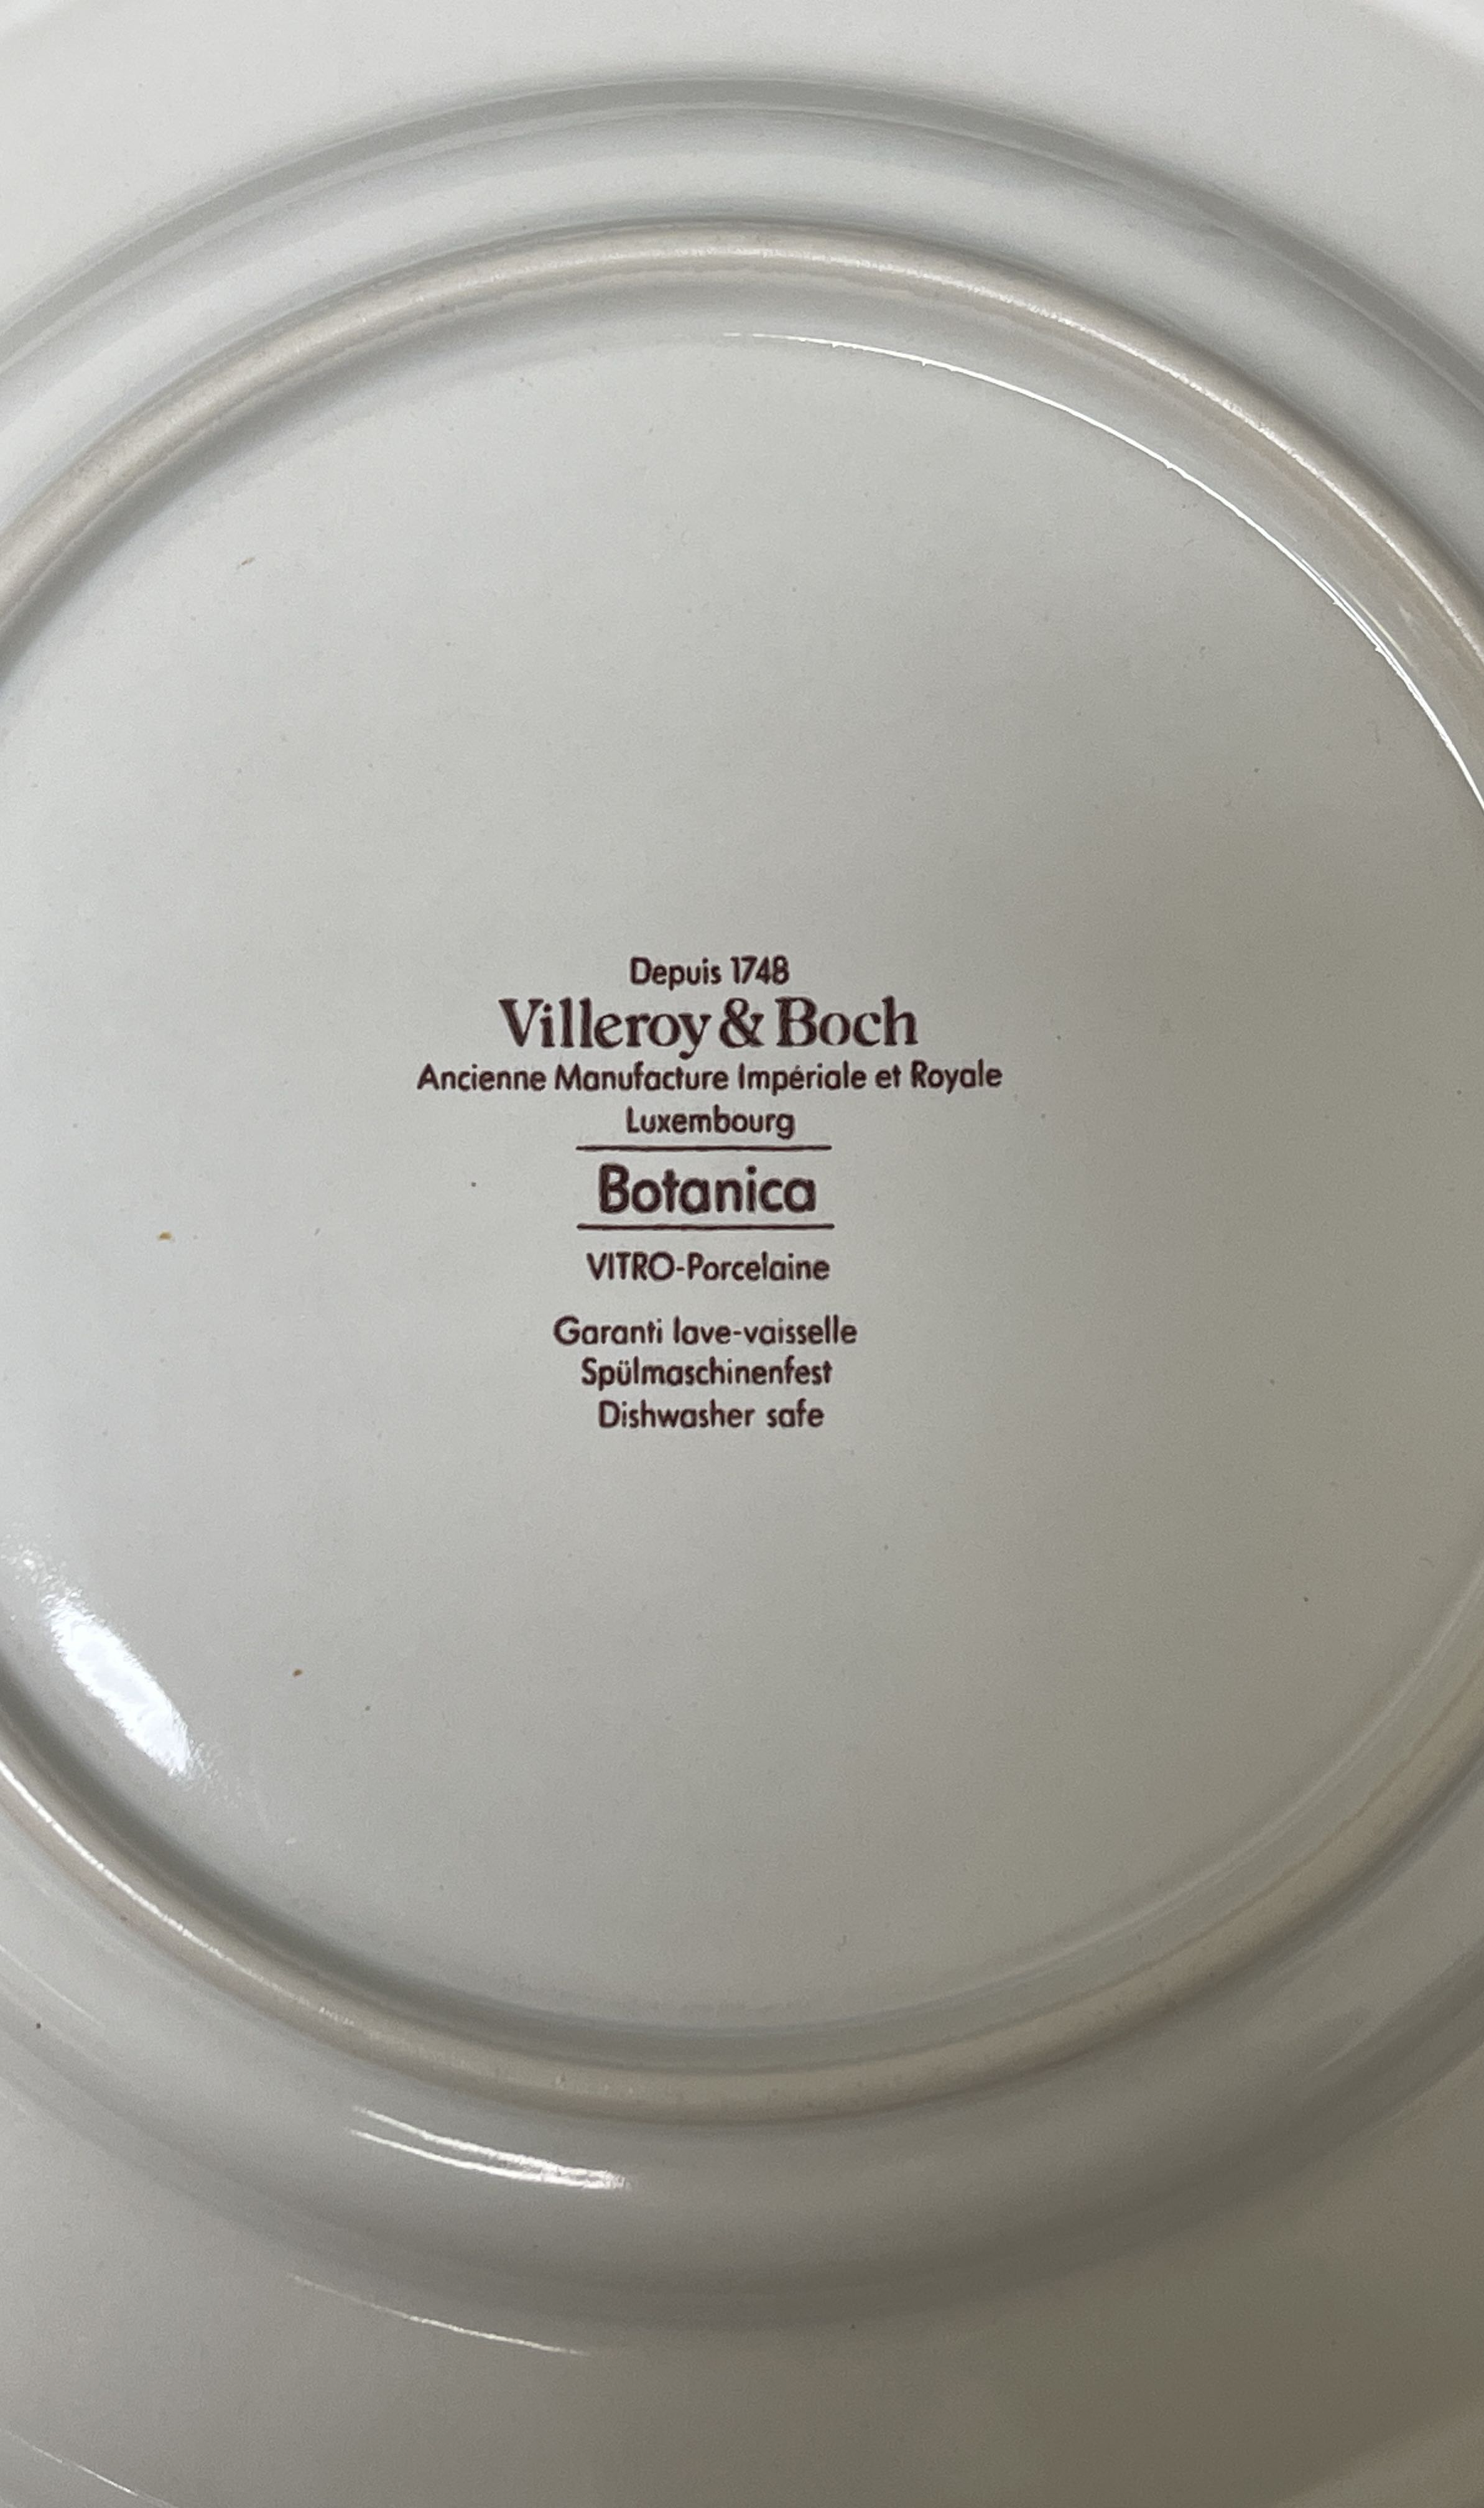 Depuis 1748
Villeroy & Boch
Ancienne Manufacture Impériale et Royale
Luxembourg
Botanica
VITRO-Porcelaine
Garanti lave-vaisselle
Spülmaschinenfest
Dishwasher safe